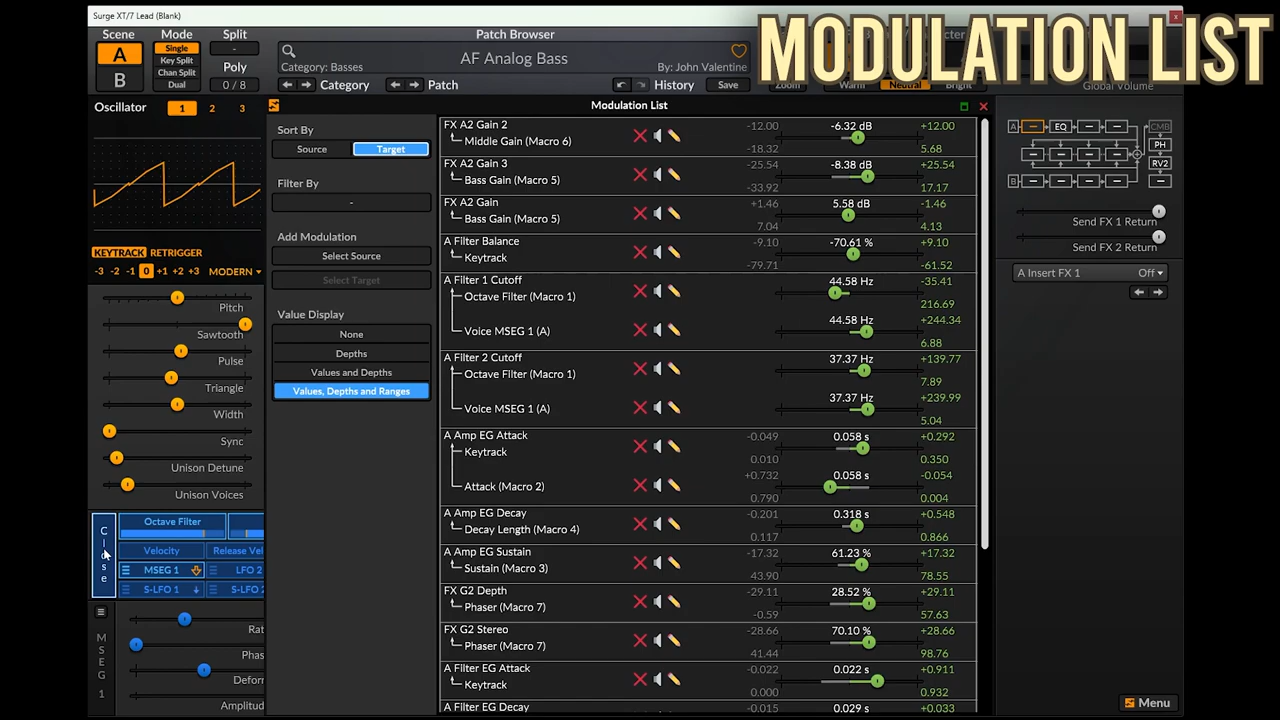 Surge XT/7 Lead (Blank)
MODULATION LIST
Scene
A
B
Mode
Single
Key Split
Chan Split
Dual
Split
-
Poly
0 / 8
Patch Browser
AF Analog Bass
Category: Basses
By: John Valentine
Category
Patch
History
Save
Zoom
Warm
Neutral
Bright
Global Volume
Oscillator
1
2
3
KEYTRACK RETRIGGER
-3 -2 -1 0 +1 +2 +3 MODERN
Pitch
Sawtooth
Pulse
Triangle
Width
Sync
Unison Detune
Unison Voices
Close
Octave Filter
Velocity
Release Vel
MSEG 1
LFO 2
S-LFO 1
S-LFO 2
MSEG 1
Rat
Phas
Deforn
Amplitud
Modulation List
Sort By
Source
Target
Filter By
-
Add Modulation
Select Source
Select Target
Value Display
None
Depths
Values and Depths
Values, Depths and Ranges
FX A2 Gain 2
Middle Gain (Macro 6)
-12.00 -6.32 dB +12.00
-18.32 5.68
FX A2 Gain 3
Bass Gain (Macro 5)
-25.54 -8.38 dB +25.54
-33.92 17.17
FX A2 Gain
Bass Gain (Macro 5)
+1.46 5.58 dB -1.46
7.04 4.13
A Filter Balance
Keytrack
-9.10 -70.61 % +9.10
-79.71 -61.52
A Filter 1 Cutoff
Octave Filter (Macro 1)
44.58 Hz -35.41
216.69
Voice MSEG 1 (A)
44.58 Hz +244.34
6.88
A Filter 2 Cutoff
Octave Filter (Macro 1)
37.37 Hz +139.77
7.89
Voice MSEG 1 (A)
37.37 Hz +239.99
5.04
A Amp EG Attack
Keytrack
-0.049 0.058 s +0.292
0.010 0.350
Attack (Macro 2)
+0.732 0.058 s -0.054
0.790 0.004
A Amp EG Decay
Decay Length (Macro 4)
-0.201 0.318 s +0.548
0.117 0.866
A Amp EG Sustain
Sustain (Macro 3)
-17.32 61.23 % +17.32
43.90 78.55
FX G2 Depth
Phaser (Macro 7)
-29.11 28.52 % +29.11
-0.59 57.63
FX G2 Stereo
Phaser (Macro 7)
-28.66 70.10 % +28.66
41.44 98.76
A Filter EG Attack
Keytrack
-0.022 0.022 s +0.911
0.000 0.932
A Filter EG Decay
-0.015 0.029 s +0.033
A
EQ
CMB
PH
RV2
B
Send FX 1 Return
Send FX 2 Return
A Insert FX 1 Off
Menu